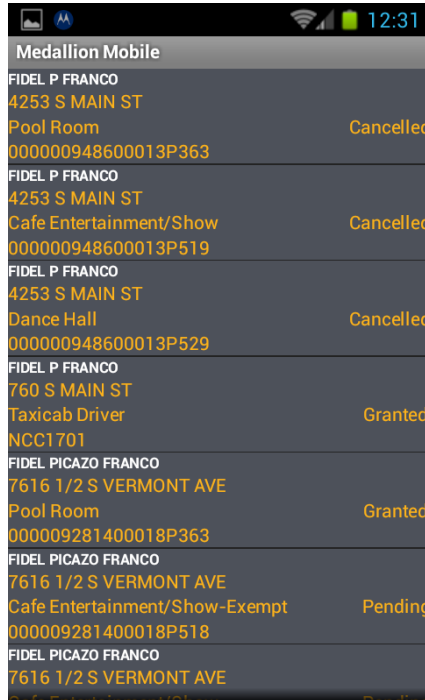 12:31
Medallion Mobile
FIDEL P FRANCO
4253 S MAIN ST
Pool Room Cancelled
000000948600013P363
FIDEL P FRANCO
4253 S MAIN ST
Cafe Entertainment/Show Cancelled
000000948600013P519
FIDEL P FRANCO
4253 S MAIN ST
Dance Hall Cancelled
000000948600013P529
FIDEL P FRANCO
760 S MAIN ST
Taxicab Driver Granted
NCC1701
FIDEL PICAZO FRANCO
7616 1/2 S VERMONT AVE
Pool Room Granted
000009281400018P363
FIDEL PICAZO FRANCO
7616 1/2 S VERMONT AVE
Cafe Entertainment/Show-Exempt Pending
000009281400018P518
FIDEL PICAZO FRANCO
7616 1/2 S VERMONT AVE